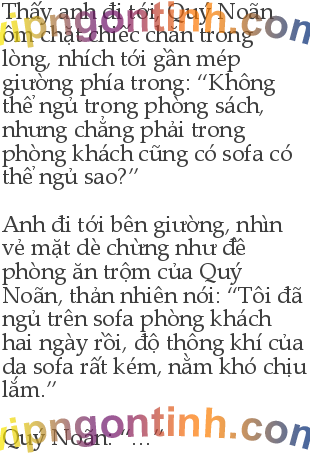 Thấy anh đi tới, Quý Noãn
ôm chặt chiếc chăn trong
lòng, nhích tới gần mép
giường phía trong: “Không
thể ngủ trong phòng sách,
nhưng chẳng phải trong
phòng khách cũng có sofa có
thể ngủ sao?”
Anh đi tới bên giường, nhìn
vẻ mặt dè chừng như đề
phòng ăn trộm của Quý
Noãn, thản nhiên nói: “Tôi đã
ngủ trên sofa phòng khách
hai ngày rồi, độ thông khí của
da sofa rất kém, nằm khó chịu
lắm.”
vipngontinh.com
Quý Noãn: “…“